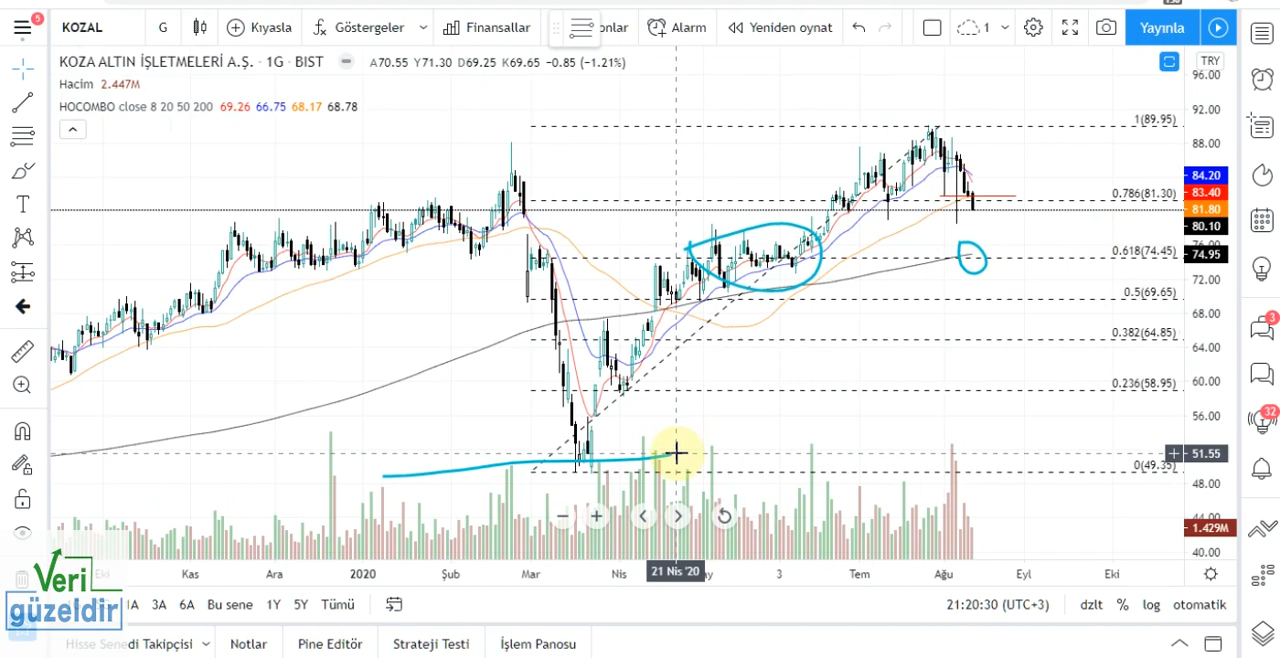 KOZAL G Kıyasla Göstergeler Finansallar onlar Alarm Yeniden oynat 1 Yayınla
5
KOZA ALTIN İŞLETMELERİ A.Ş. · 1G · BIST A70.55 Y71.30 D69.25 K69.65 -0.85 (-1.21%)
Hacim 2.447M
HOCOMBO close 8 20 50 200 69.26 66.75 68.17 68.78
TRY
96.00
92.00
88.00
84.20
83.40
81.80
80.10
76.00
74.95
72.00
68.00
64.00
60.00
56.00
51.55
48.00
44.00
1.429M
40.00
1(89.95)
0.786(81.30)
0.618(74.45)
0.5(69.65)
0.382(64.85)
0.236(58.95)
0(49.35)
3
32
Eki Kas Ara 2020 Şub Mar Nis 21 Nis '20 3 Tem Ağu Eyl Eki
Veri
güzeldir
3A 6A Bu sene 1Y 5Y Tümü 21:20:30 (UTC+3) dzlt % log otomatik
Hisse Senedi Takipçisi Notlar Pine Editör Strateji Testi İşlem Panosu